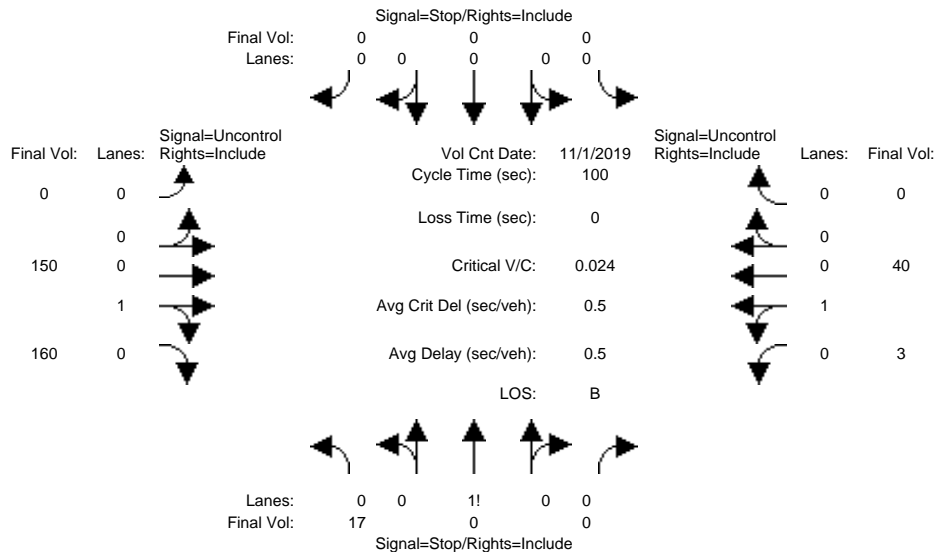 Signal=Stop/Rights=Include
Final Vol: 0 0 0
Lanes: 0 0 0 0 0
Signal=Uncontrol
Final Vol: Lanes: Rights=Include
Vol Cnt Date: 11/1/2019
Signal=Uncontrol
Rights=Include Lanes: Final Vol:
Cycle Time (sec): 100
0 0
0 0
Loss Time (sec): 0
0
0
150 0
Critical V/C: 0.024
0 40
1
Avg Crit Del (sec/veh): 0.5
1
160 0
Avg Delay (sec/veh): 0.5
0 3
LOS: B
Lanes: 0 0 1! 0 0
Final Vol: 17 0 0
Signal=Stop/Rights=Include